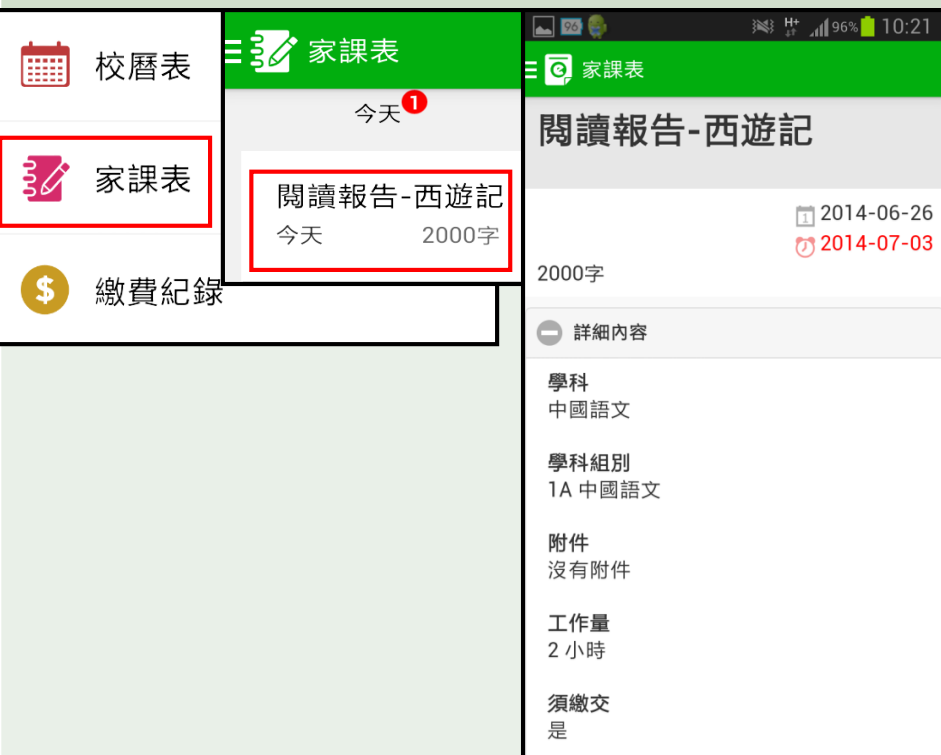 校曆表
家課表
繳費紀錄
家課表
今天 1
閱讀報告-西遊記
今天 2000字
96 H+ 96% 10:21
家課表
閱讀報告-西遊記
1 2014-06-26
2014-07-03
2000字
詳細內容
學科
中國語文
學科組別
1A 中國語文
附件
沒有附件
工作量
2 小時
須繳交
是